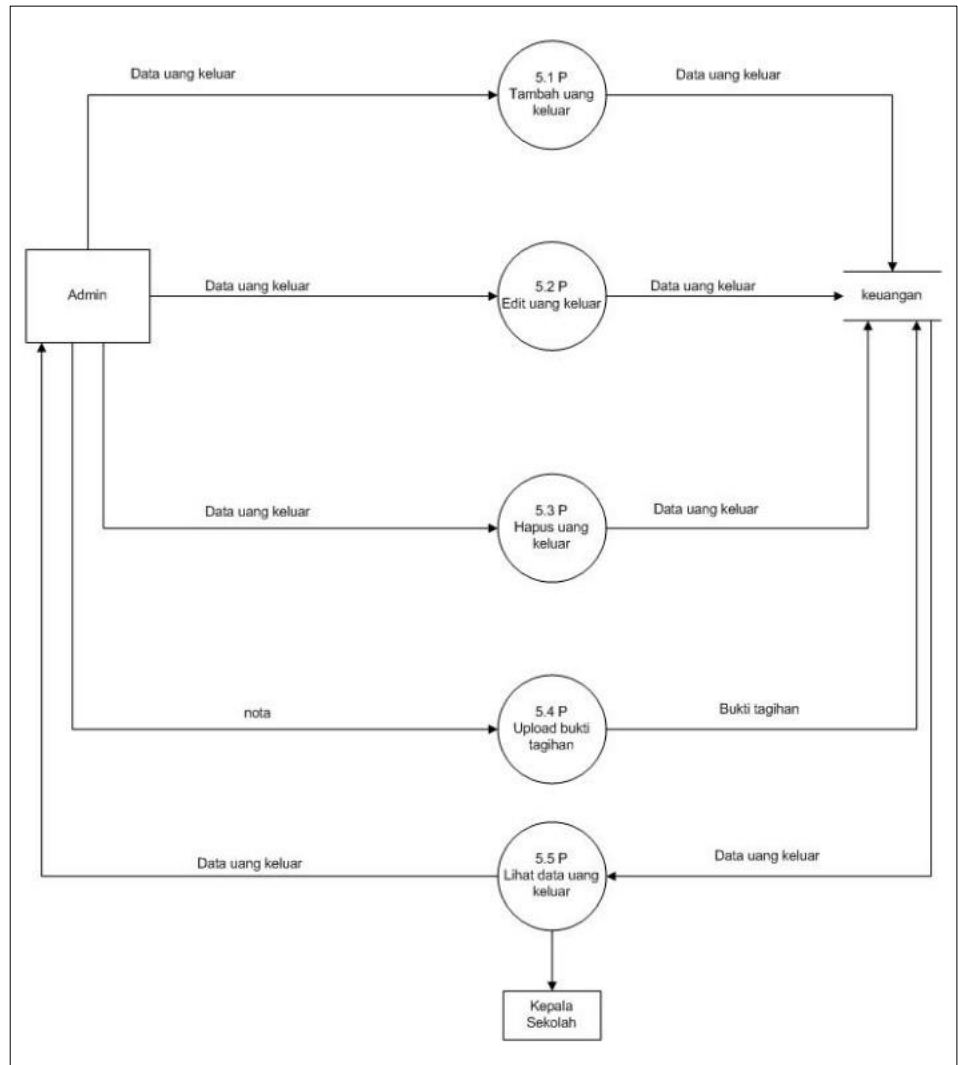 Data uang keluar
5.1 P
Tambah uang
keluar
Data uang keluar
Admin
Data uang keluar
5.2 P
Edit uang keluar
Data uang keluar
keuangan
Data uang keluar
5.3 P
Hapus uang
keluar
Data uang keluar
nota
5.4 P
Upload bukti
tagihan
Bukti tagihan
Data uang keluar
5.5 P
Lihat data uang
keluar
Data uang keluar
Kepala
Sekolah